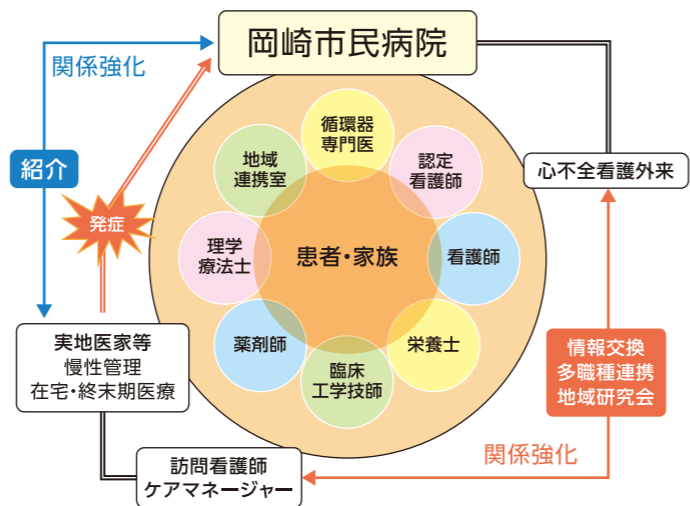 岡崎市民病院
関係強化
紹介
発症
循環器
専門医
地域
連携室
認定
看護師
心不全看護外来
理学
療法士
患者・家族
看護師
薬剤師
栄養士
臨床
工学技師
実地医家等
慢性管理
在宅・終末期医療
情報交換
多職種連携
地域研究会
関係強化
訪問看護師
ケアマネージャー